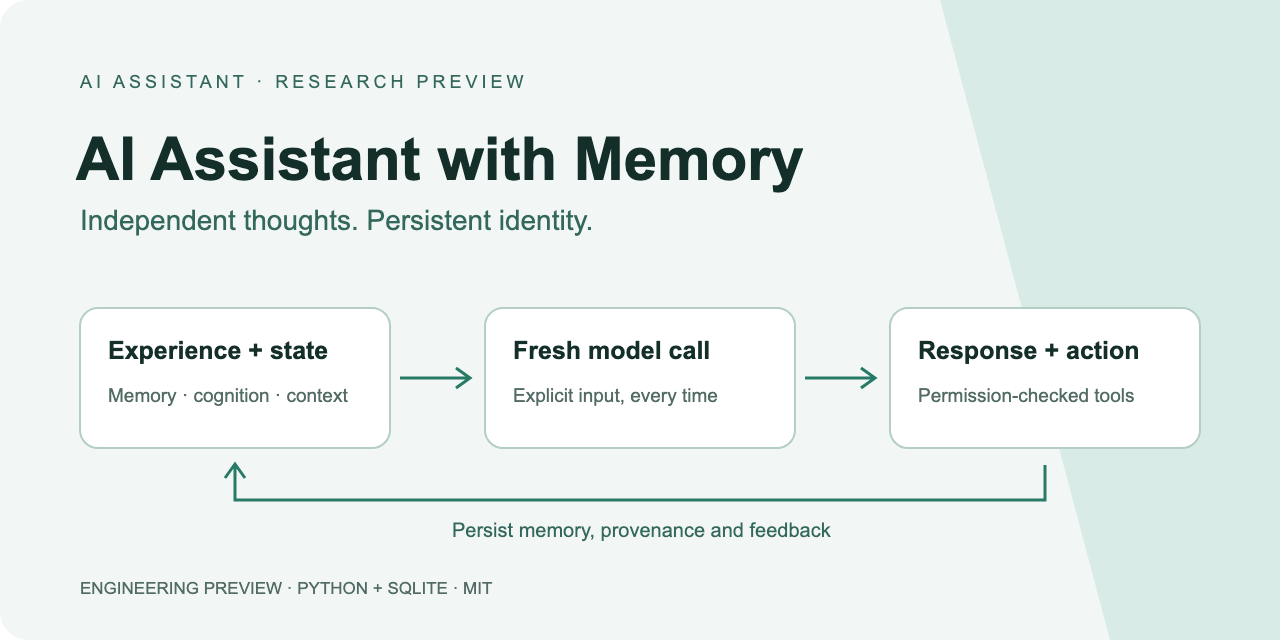 AI ASSISTANT · RESEARCH PREVIEW
AI Assistant with Memory
Independent thoughts. Persistent identity.
Experience + state
Memory · cognition · context
Fresh model call
Explicit input, every time
Response + action
Permission-checked tools
Persist memory, provenance and feedback
ENGINEERING PREVIEW · PYTHON + SQLITE · MIT